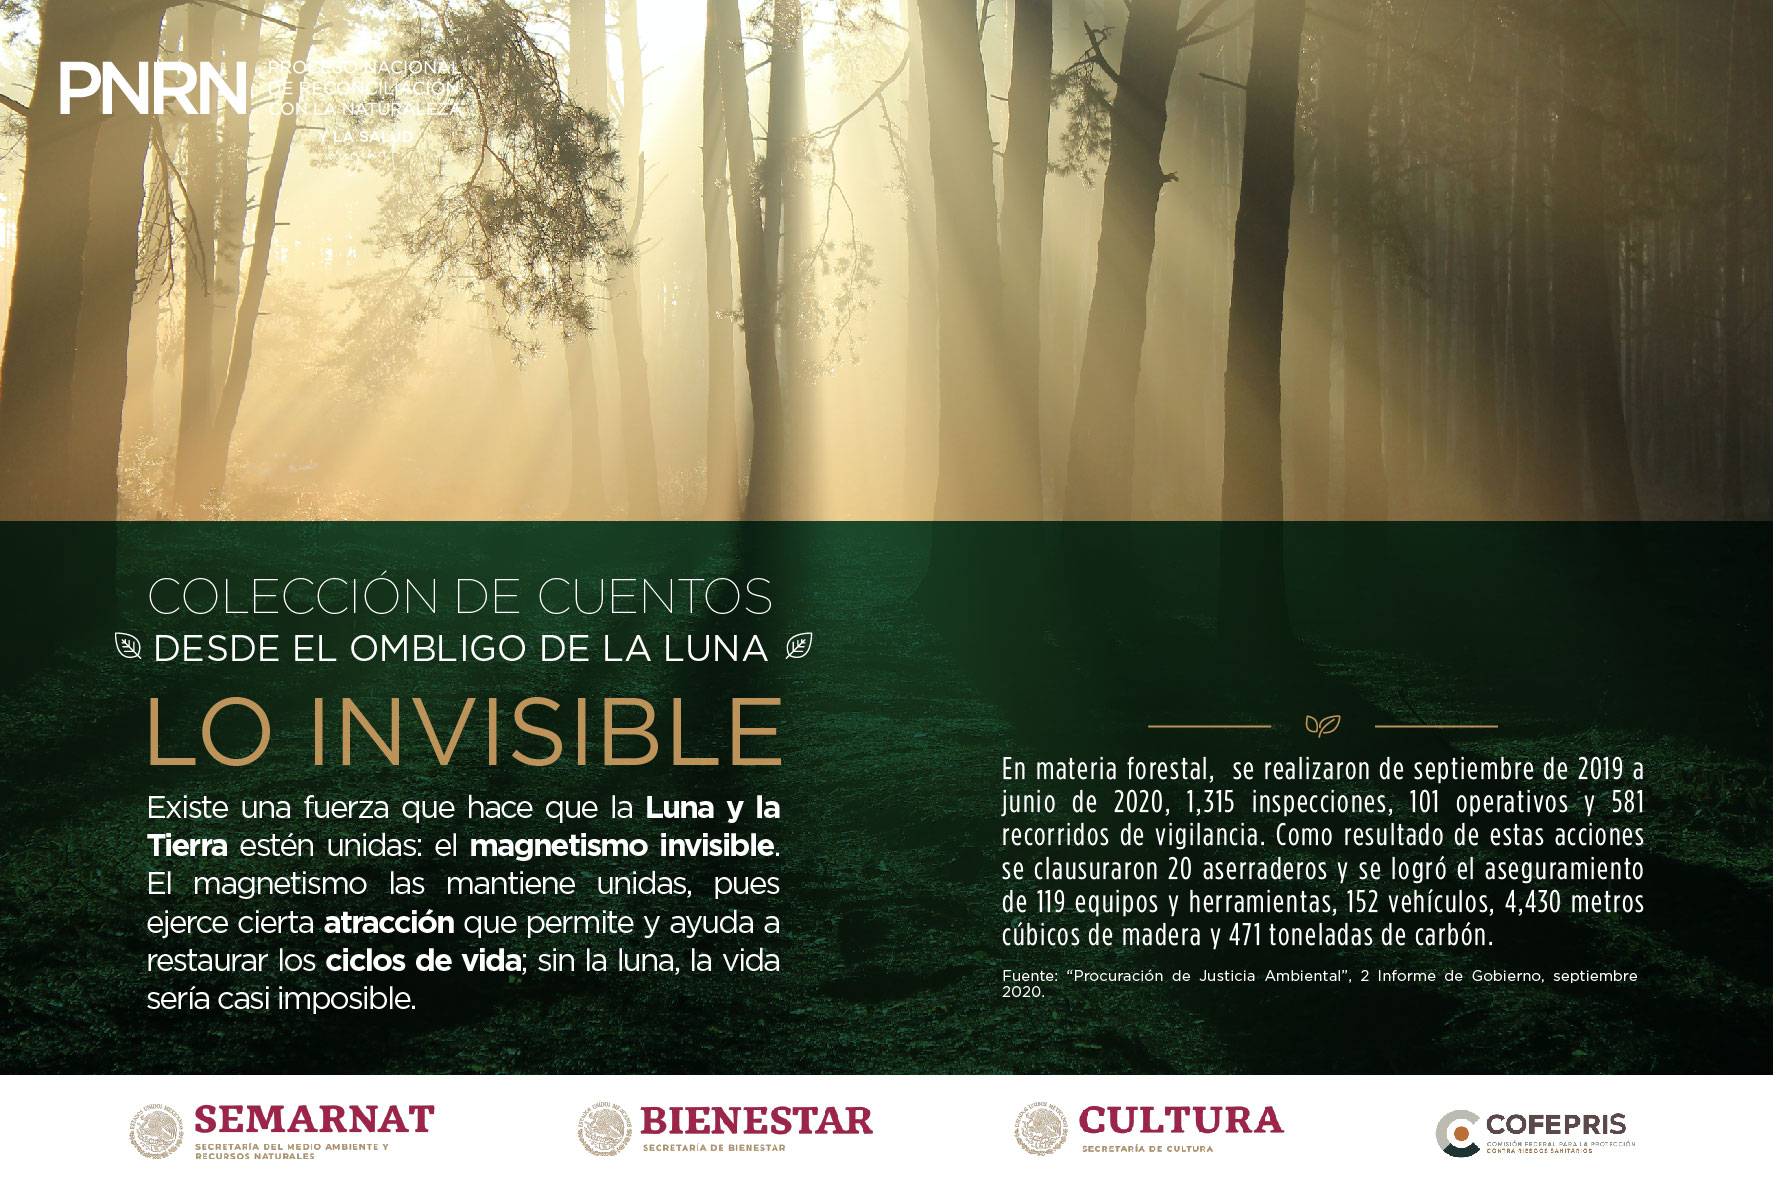 PNRN
PROCESO NACIONAL
DE RECONCILIACIÓN
CON LA NATURALEZA
Y LA SALUD
COLECCIÓN DE CUENTOS
DESDE EL OMBLIGO DE LA LUNA
LO INVISIBLE
Existe una fuerza que hace que la Luna y la
Tierra estén unidas: el magnetismo invisible.
El magnetismo las mantiene unidas, pues
ejerce cierta atracción que permite y ayuda a
restaurar los ciclos de vida; sin la luna, la vida
sería casi imposible.
En materia forestal, se realizaron de septiembre de 2019 a
junio de 2020, 1,315 inspecciones, 101 operativos y 581
recorridos de vigilancia. Como resultado de estas acciones
se clausuraron 20 aserraderos y se logró el aseguramiento
de 119 equipos y herramientas, 152 vehículos, 4,430 metros
cúbicos de madera y 471 toneladas de carbón.
Fuente: “Procuración de Justicia Ambiental”, 2 Informe de Gobierno, septiembre
2020.
SEMARNAT
SECRETARÍA DEL MEDIO AMBIENTE Y
RECURSOS NATURALES
BIENESTAR
SECRETARÍA DE BIENESTAR
CULTURA
SECRETARÍA DE CULTURA
COFEPRIS
COMISIÓN FEDERAL PARA LA PROTECCIÓN
CONTRA RIESGOS SANITARIOS